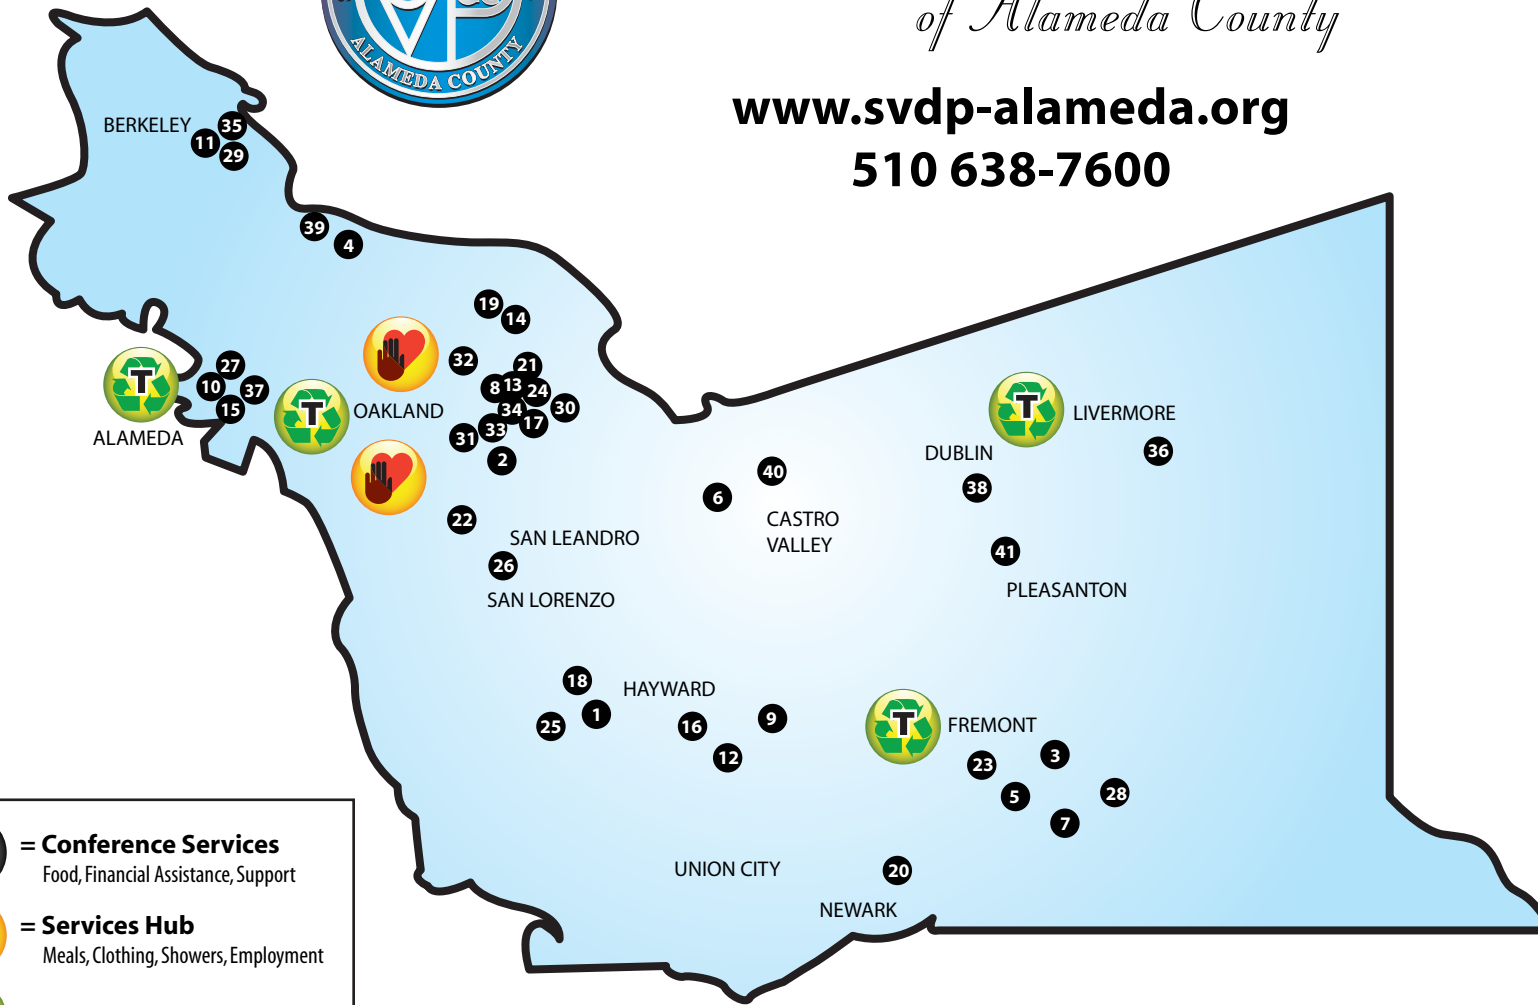 ALAMEDA COUNTY
of Alameda County
www.svdp-alameda.org
510 638-7600
BERKELEY
35
11
29
39
4
19
14
32
21
8
13
24
34
30
17
33
31
2
27
10
37
15
T
ALAMEDA
T
OAKLAND
22
SAN LEANDRO
26
SAN LORENZO
40
6
CASTRO
VALLEY
T
LIVERMORE
DUBLIN
36
38
41
PLEASANTON
18
HAYWARD
1
25
16
9
12
T
FREMONT
23
3
5
28
7
UNION CITY
20
NEWARK
= Conference Services
Food, Financial Assistance, Support
= Services Hub
Meals, Clothing, Showers, Employment